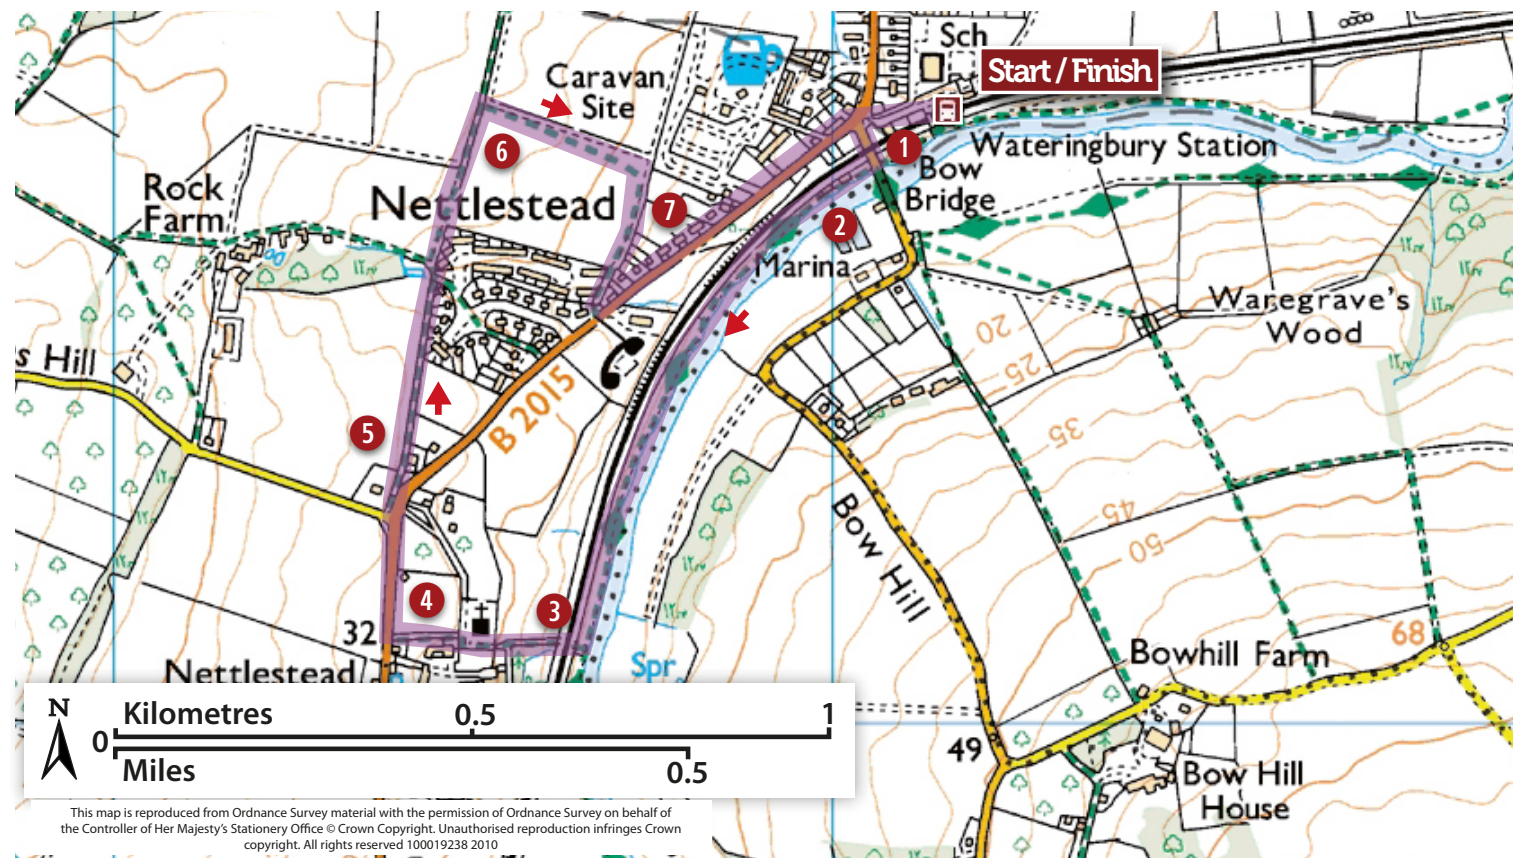 Sch
Start / Finish
Caravan
Site
6
1
Wateringbury Station
Bow
Bridge
Rock
Farm
Nettlestead
7
2
Marina
Waregrave's
Wood
20
25
s Hill
35
5
B 2015
45
50
Bow Hill
4
3
32
68
Nettlestead
Spr
Bowhill Farm
49
Bow Hill
House
N
Kilometres 0.5 1
0
Miles 0.5
This map is reproduced from Ordnance Survey material with the permission of Ordnance Survey on behalf of
the Controller of Her Majesty's Stationery Office © Crown Copyright. Unauthorised reproduction infringes Crown
copyright. All rights reserved 100019238 2010